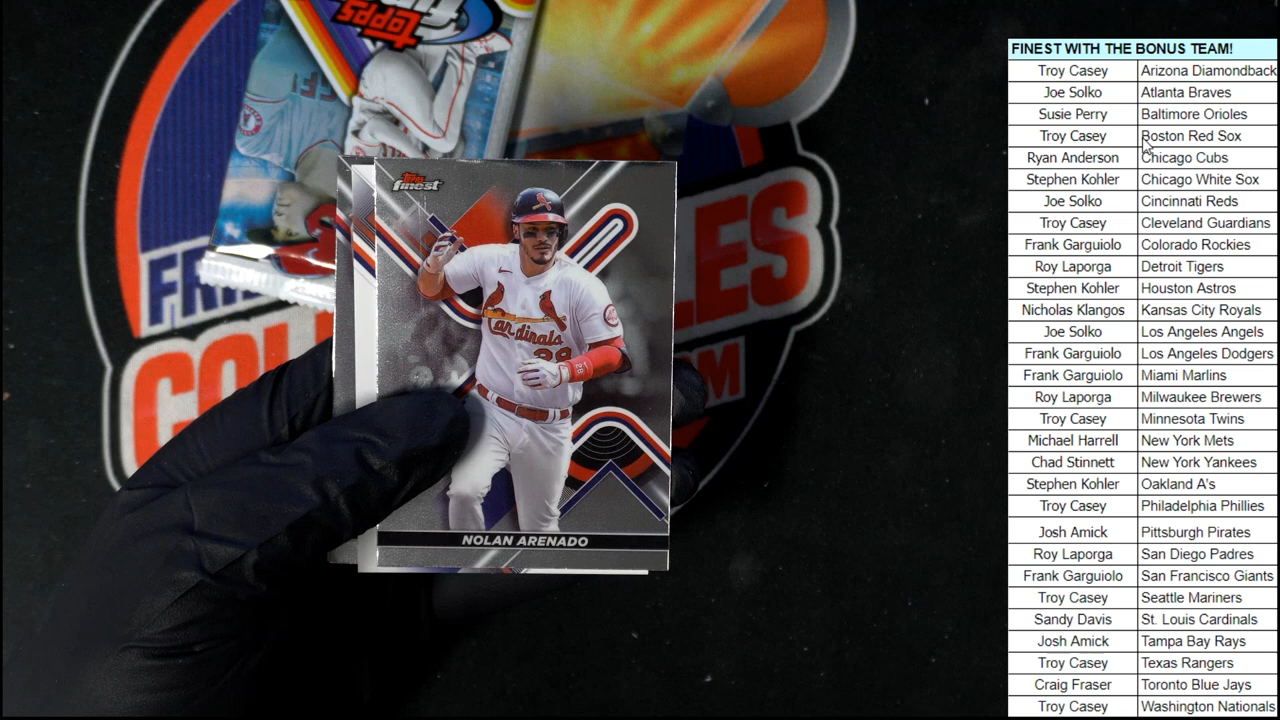 TOPPS
TOPPS
finest
Cardinals
28
28
NOLAN ARENADO
FINEST WITH THE BONUS TEAM!
Troy Casey Arizona Diamondback
Joe Solko Atlanta Braves
Susie Perry Baltimore Orioles
Troy Casey Boston Red Sox
Ryan Anderson Chicago Cubs
Stephen Kohler Chicago White Sox
Joe Solko Cincinnati Reds
Troy Casey Cleveland Guardians
Frank Garguiolo Colorado Rockies
Roy Laporga Detroit Tigers
Stephen Kohler Houston Astros
Nicholas Klangos Kansas City Royals
Joe Solko Los Angeles Angels
Frank Garguiolo Los Angeles Dodgers
Frank Garguiolo Miami Marlins
Roy Laporga Milwaukee Brewers
Troy Casey Minnesota Twins
Michael Harrell New York Mets
Chad Stinnett New York Yankees
Stephen Kohler Oakland A's
Troy Casey Philadelphia Phillies
Josh Amick Pittsburgh Pirates
Roy Laporga San Diego Padres
Frank Garguiolo San Francisco Giants
Troy Casey Seattle Mariners
Sandy Davis St. Louis Cardinals
Josh Amick Tampa Bay Rays
Troy Casey Texas Rangers
Craig Fraser Toronto Blue Jays
Troy Casey Washington Nationals